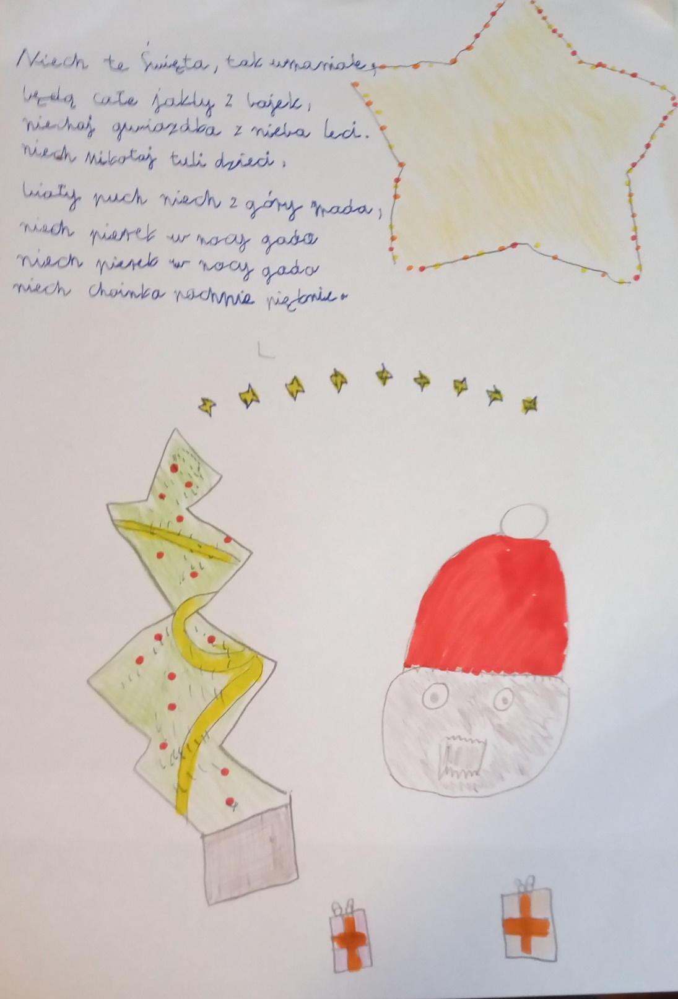 Niech te Święta, tak wspaniałe,
będą całe jakby z bajek,
niechaj gwiazdka z nieba leci.
niech Mikołaj tuli dzieci,
biały puch niech z góry spada,
niech piesek w nocy gada
niech piesek w nocy gada
niech choinka pachnie pięknie.